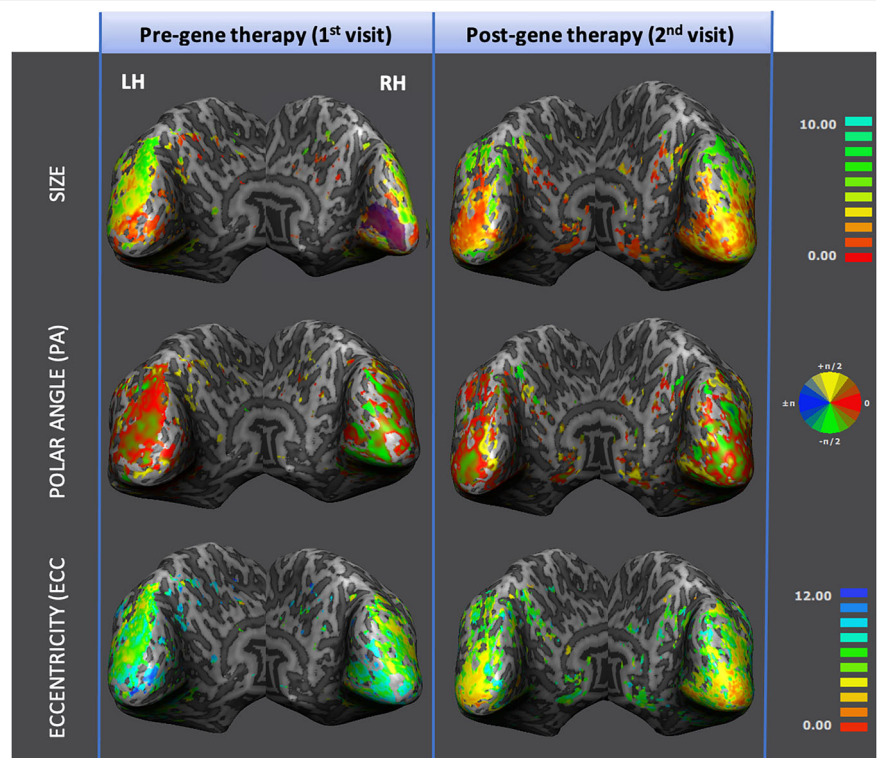 Pre-gene therapy (1st visit)
Post-gene therapy (2nd visit)
LH
RH
SIZE
10.00
0.00
POLAR ANGLE (PA)
+π/2
±π
0
-π/2
ECCENTRICITY (ECC
12.00
0.00